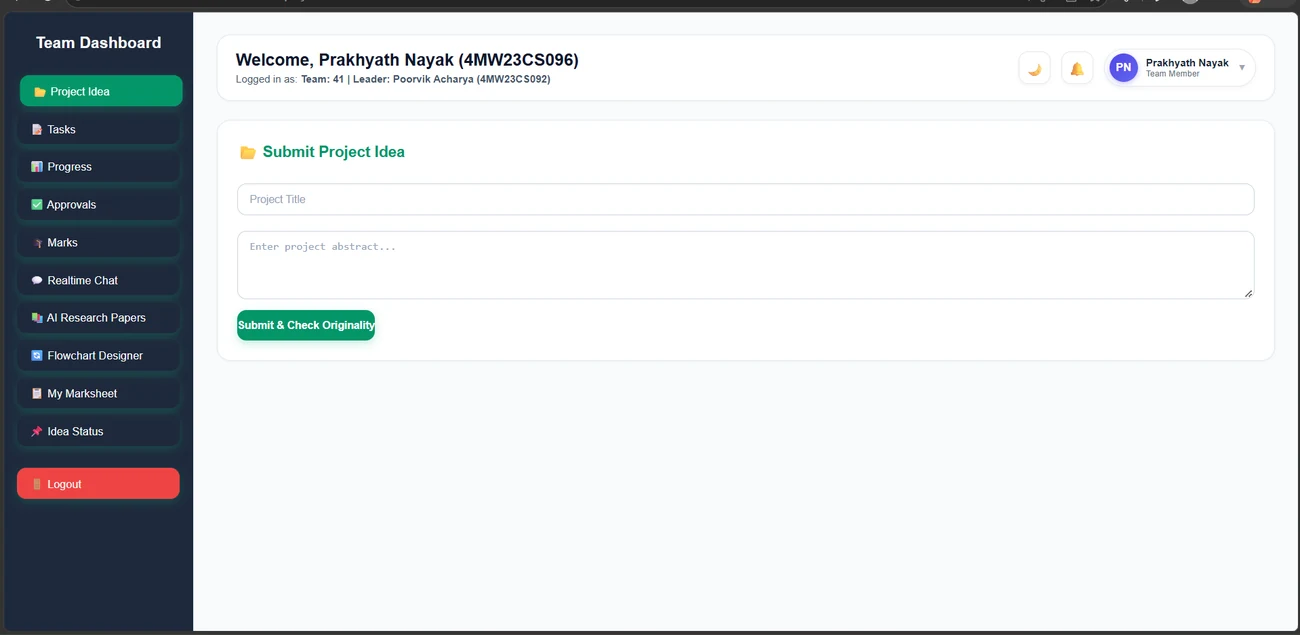 Team Dashboard
Project Idea
Tasks
Progress
Approvals
Marks
Realtime Chat
AI Research Papers
Flowchart Designer
My Marksheet
Idea Status
Logout
Welcome, Prakhyath Nayak (4MW23CS096)
Logged in as: Team: 41 | Leader: Poorvik Acharya (4MW23CS092)
PN
Prakhyath Nayak
Team Member
Submit Project Idea
Project Title
Enter project abstract...
Submit & Check Originality